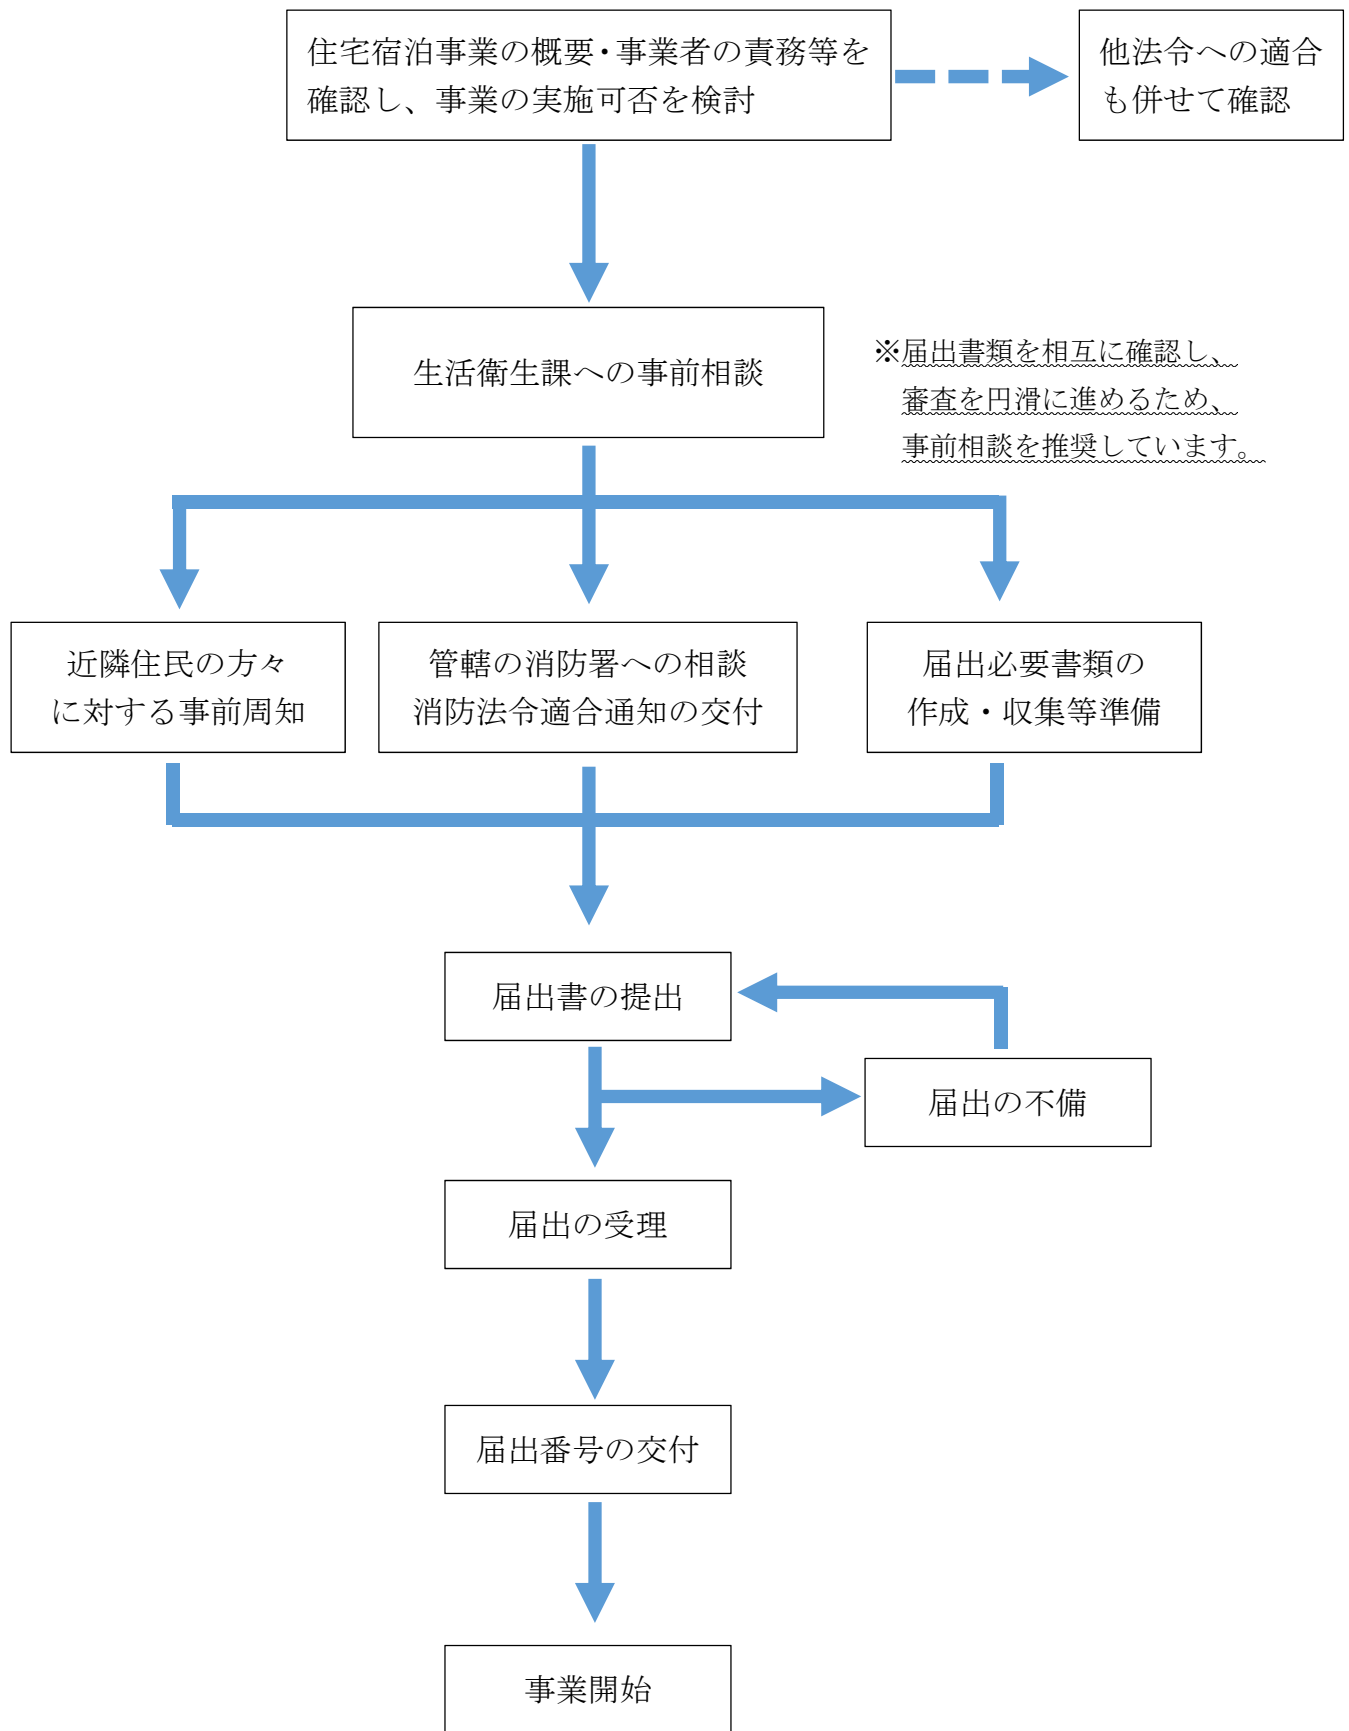 住宅宿泊事業の概要・事業者の責務等を
確認し、事業の実施可否を検討
他法令への適合
も併せて確認
生活衛生課への事前相談
※届出書類を相互に確認し、
審査を円滑に進めるため、
事前相談を推奨しています。
近隣住民の方々
に対する事前周知
管轄の消防署への相談
消防法令適合通知の交付
届出必要書類の
作成・収集等準備
届出書の提出
届出の不備
届出の受理
届出番号の交付
事業開始